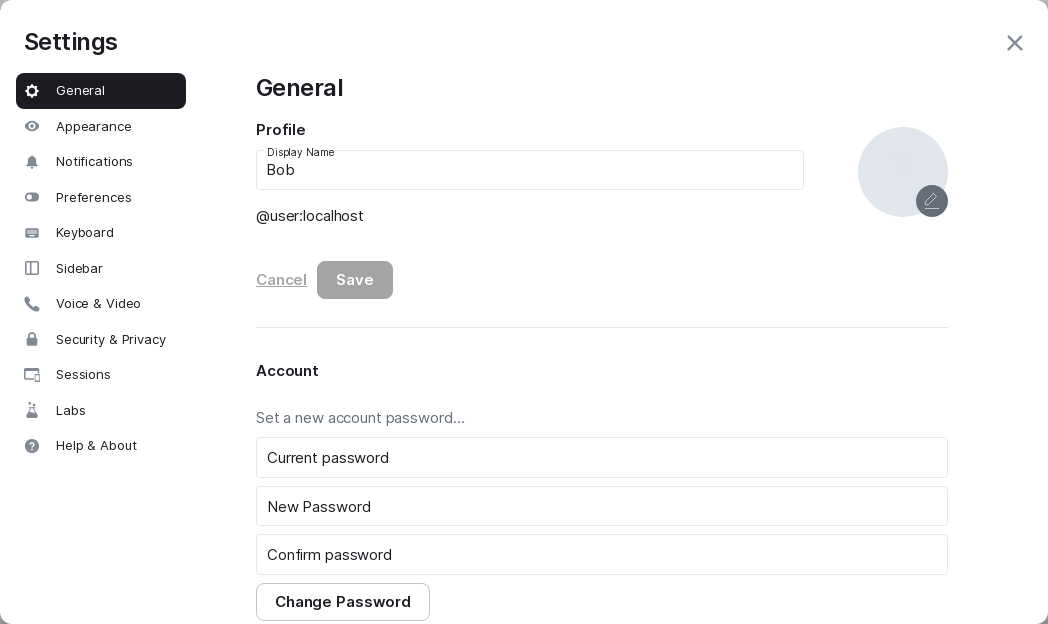 Settings
General
Appearance
Notifications
Preferences
Keyboard
Sidebar
Voice & Video
Security & Privacy
Sessions
Labs
Help & About
General
Profile
Display Name
Bob
@user:localhost
Cancel
Save
Account
Set a new account password...
Current password
New Password
Confirm password
Change Password